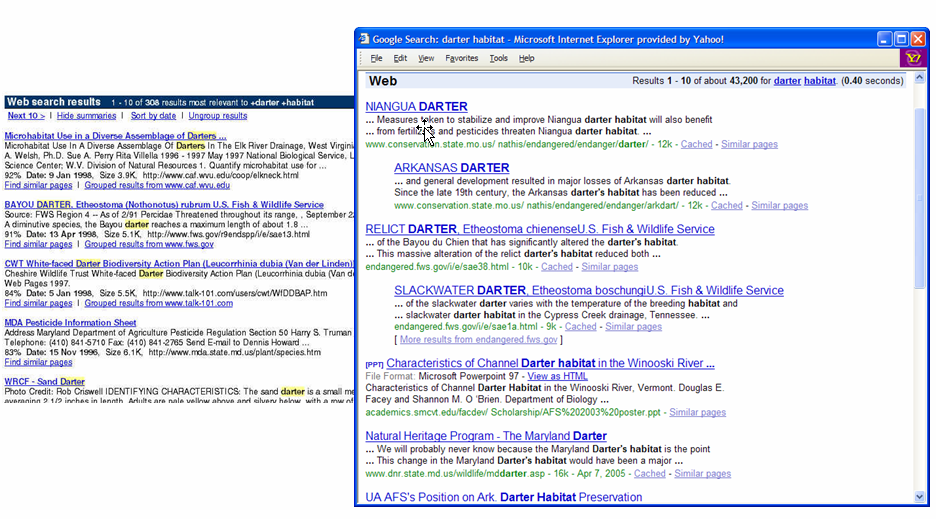 Web search results 1 - 10 of 308 results most relevant to +darter +habitat
Next 10 > | Hide summaries | Sort by date | Ungroup results
Microhabitat Use in a Diverse Assemblage of Darters ...
Microhabitat Use In A Diverse Assemblage Of Darters In The Elk River Drainage, West Virgini
A. Welsh, Ph.D. Sue A. Perry Rita Villella 1996 - 1997 May 1997 National Biological Service, L
Science Center; W.V. Division of Natural Resources 1. Quantify microhabitat use for ...
92% Date: 9 Jan 1998, Size 3.9K, http://www.caf.wvu.edu/coop/elkneck.html
Find similar pages | Grouped results from www.caf.wvu.edu
BAYOU DARTER, Etheostoma (Nothonotus) rubrum U.S. Fish & Wildlife Service
Source: FWS Region 4 -- As of 2/91 Percidae Threatened throughout its range, , September 2
A diminutive species, the Bayou darter reaches a maximum length of about 1.8 ...
91% Date: 13 Apr 1998, Size 5.1K, http://www.fws.gov/r9endspp/i/e/sae13.html
Find similar pages | Grouped results from www.fws.gov
CWT White-faced Darter Biodiversity Action Plan (Leucorrhinia dubia (Van der Linden))
Cheshire Wildlife Trust White-faced Darter Biodiversity Action Plan (Leucorrhinia dubia (Van d
Web Pages 1997.
84% Date: 5 Jan 1998, Size 5.5K, http://www.talk-101.com/users/cwt/WfDDBAP.htm
Find similar pages | Grouped results from www.talk-101.com
MDA Pesticide Information Sheet
Address Maryland Department of Agriculture Pesticide Regulation Section 50 Harry S. Truman
Telephone: (410) 841-5710 Fax: (410) 841-2765 Send E-mail to Dennis Howard ...
83% Date: 15 Nov 1996, Size 6.1K, http://www.mda.state.md.us/plant/species.htm
Find similar pages
WRCF - Sand Darter
Photo Credit: Rob Criswell IDENTIFYING CHARACTERISTICS: The sand darter is a small me
averaging 2 1/2 inches in length. Adults are pale yellow above and silvery below, with a row of
Google Search: darter habitat - Microsoft Internet Explorer provided by Yahoo!
File Edit View Favorites Tools Help
Web Results 1 - 10 of about 43,200 for darter habitat. (0.40 seconds)
NIANGUA DARTER
... Measures taken to stabilize and improve Niangua darter habitat will also benefit
... from fertilizers and pesticides threaten Niangua darter habitat. ...
www.conservation.state.mo.us/ nathis/endangered/endanger/darter/ - 12k - Cached - Similar pages
ARKANSAS DARTER
... and general development resulted in major losses of Arkansas darter habitat.
Since the late 19th century, the Arkansas darter's habitat has been reduced ...
www.conservation.state.mo.us/ nathis/endangered/endanger/arkdart/ - 12k - Cached - Similar pages
RELICT DARTER, Etheostoma chienenseU.S. Fish & Wildlife Service
... of the Bayou du Chien that has significantly altered the darter's habitat.
... This massive alteration of the relict darter's habitat reduced both ...
endangered.fws.gov/i/e/sae38.html - 10k - Cached - Similar pages
SLACKWATER DARTER, Etheostoma boschungiU.S. Fish & Wildlife Service
... of the slackwater darter varies with the temperature of the breeding habitat and
... slackwater darter habitat in the Cypress Creek drainage, Tennessee. ...
endangered.fws.gov/i/e/sae1a.html - 9k - Cached - Similar pages
[ More results from endangered.fws.gov ]
[PPT] Characteristics of Channel Darter habitat in the Winooski River ...
File Format: Microsoft Powerpoint 97 - View as HTML
Characteristics of Channel Darter Habitat in the Winooski River, Vermont. Douglas E.
Facey and Shannon M. O 'Brien. Department of Biology ...
academics.smcvt.edu/facdev/ Scholarship/AFS%202003%20poster.ppt - Similar pages
Natural Heritage Program - The Maryland Darter
... We will probably never know because the Maryland Darter's habitat is the point
... This change in the Maryland Darter's habitat would have been a major ...
www.dnr.state.md.us/wildlife/mddarter.asp - 16k - Apr 7, 2005 - Cached - Similar pages
UA AFS's Position on Ark. Darter Habitat Preservation